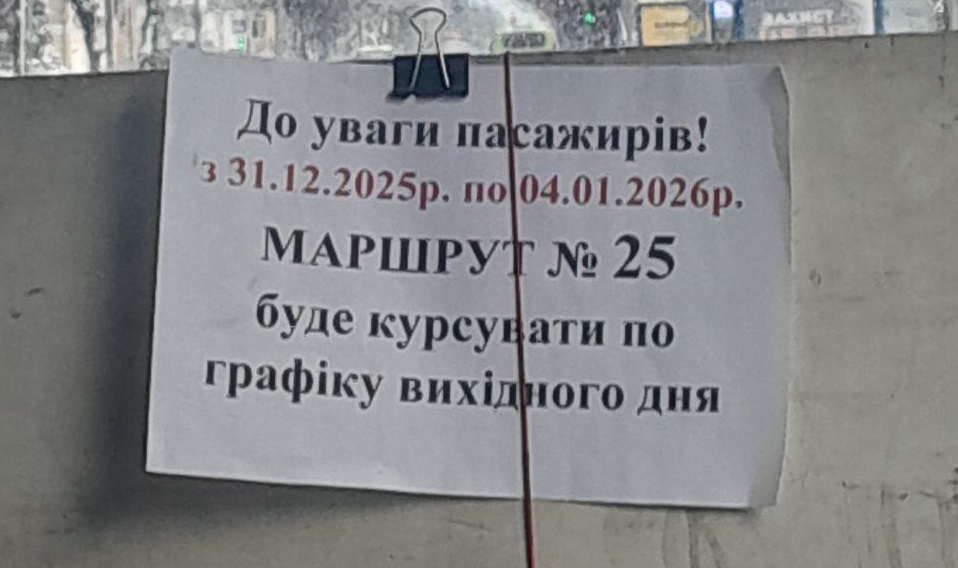 До уваги пасажирів!
з 31.12.2025р. по 04.01.2026р.
МАРШРУТ № 25
буде курсувати по
графіку вихідного дня
ЗАХИСТ